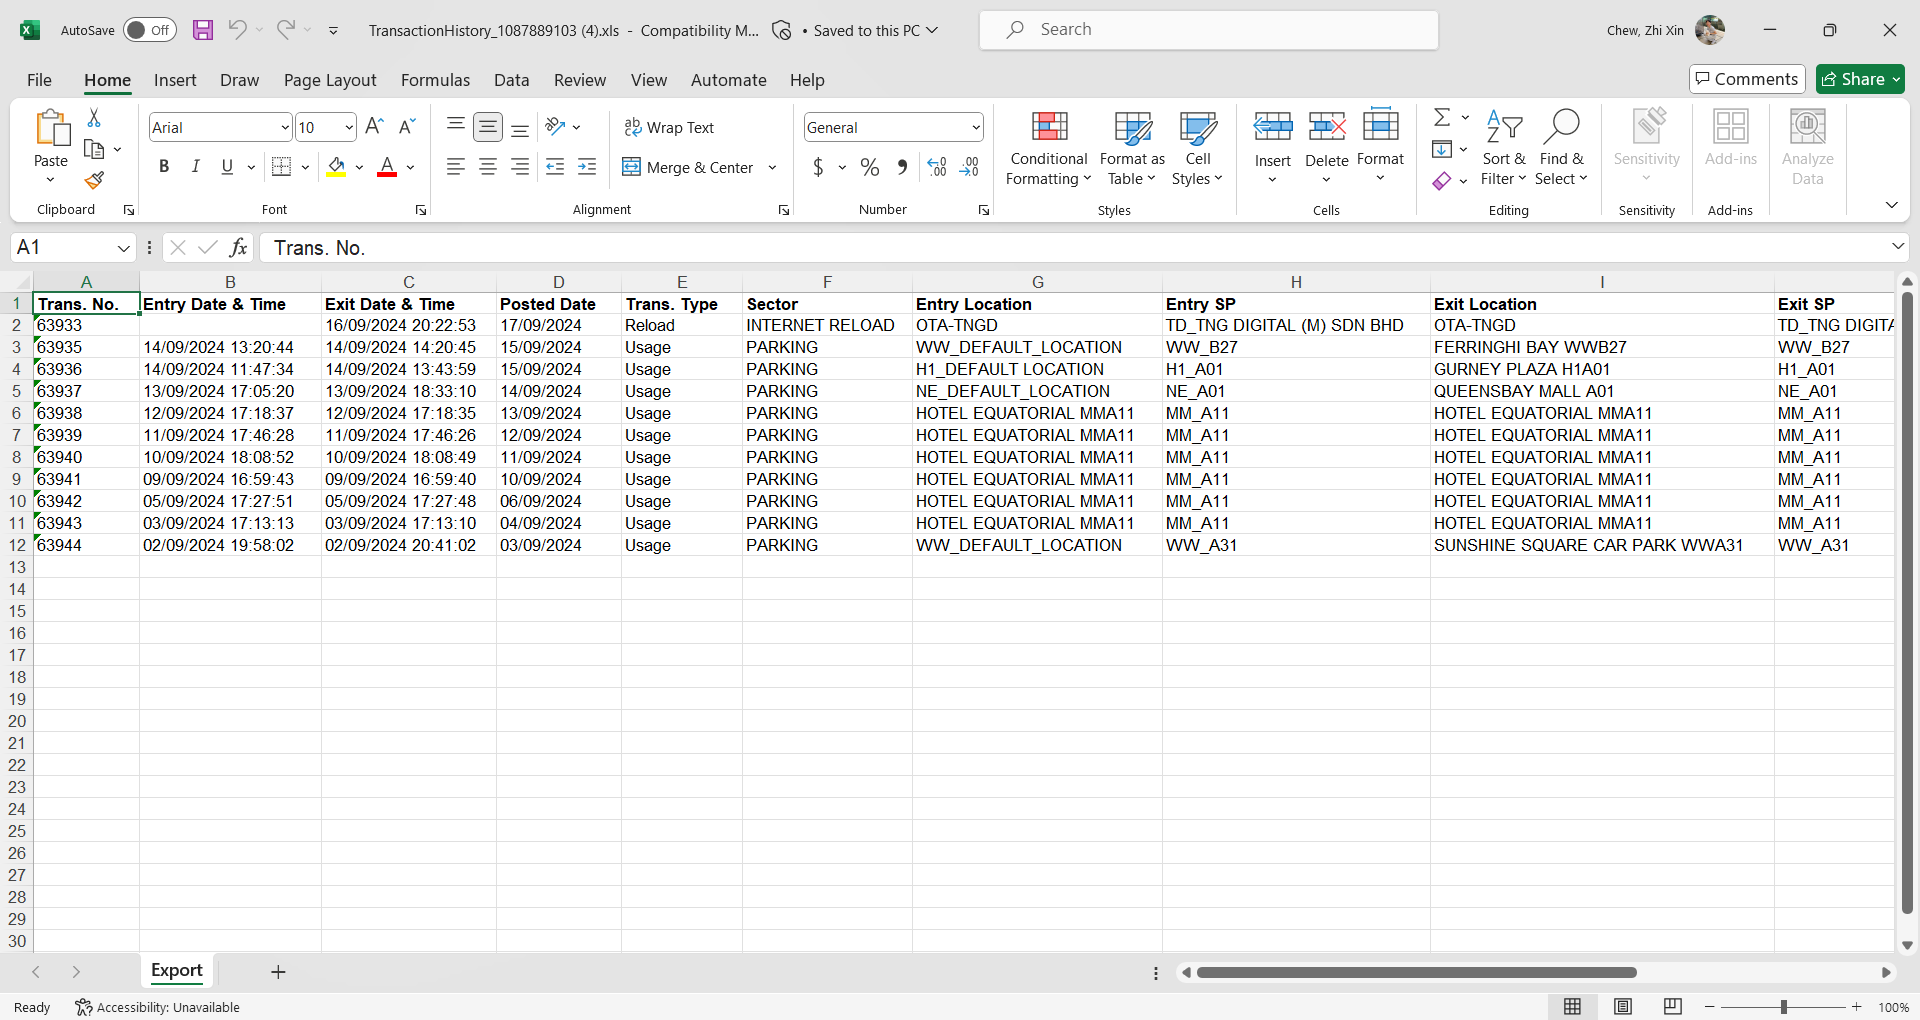 AutoSave Off TransactionHistory_1087889103 (4).xls - Compatibility M... • Saved to this PC Search Chew, Zhi Xin
File Home Insert Draw Page Layout Formulas Data Review View Automate Help Comments Share
Arial 10 Wrap Text General
Paste B I U A Merge & Center $ % Conditional Formatting Format as Table Cell Styles Insert Delete Format Sort & Filter Find & Select Sensitivity Add-ins Analyze Data
Clipboard Font Alignment Number Styles Cells Editing Sensitivity Add-ins
A1 fx Trans. No.
A B C D E F G H I
1 Trans. No. Entry Date & Time Exit Date & Time Posted Date Trans. Type Sector Entry Location Entry SP Exit Location Exit SP
2 63933 16/09/2024 20:22:53 17/09/2024 Reload INTERNET RELOAD OTA-TNGD TD_TNG DIGITAL (M) SDN BHD OTA-TNGD TD_TNG DIGITA
3 63935 14/09/2024 13:20:44 14/09/2024 14:20:45 15/09/2024 Usage PARKING WW_DEFAULT_LOCATION WW_B27 FERRINGHI BAY WWB27 WW_B27
4 63936 14/09/2024 11:47:34 14/09/2024 13:43:59 15/09/2024 Usage PARKING H1_DEFAULT LOCATION H1_A01 GURNEY PLAZA H1A01 H1_A01
5 63937 13/09/2024 17:05:20 13/09/2024 18:33:10 14/09/2024 Usage PARKING NE_DEFAULT_LOCATION NE_A01 QUEENSBAY MALL A01 NE_A01
6 63938 12/09/2024 17:18:37 12/09/2024 17:18:35 13/09/2024 Usage PARKING HOTEL EQUATORIAL MMA11 MM_A11 HOTEL EQUATORIAL MMA11 MM_A11
7 63939 11/09/2024 17:46:28 11/09/2024 17:46:26 12/09/2024 Usage PARKING HOTEL EQUATORIAL MMA11 MM_A11 HOTEL EQUATORIAL MMA11 MM_A11
8 63940 10/09/2024 18:08:52 10/09/2024 18:08:49 11/09/2024 Usage PARKING HOTEL EQUATORIAL MMA11 MM_A11 HOTEL EQUATORIAL MMA11 MM_A11
9 63941 09/09/2024 16:59:43 09/09/2024 16:59:40 10/09/2024 Usage PARKING HOTEL EQUATORIAL MMA11 MM_A11 HOTEL EQUATORIAL MMA11 MM_A11
10 63942 05/09/2024 17:27:51 05/09/2024 17:27:48 06/09/2024 Usage PARKING HOTEL EQUATORIAL MMA11 MM_A11 HOTEL EQUATORIAL MMA11 MM_A11
11 63943 03/09/2024 17:13:13 03/09/2024 17:13:10 04/09/2024 Usage PARKING HOTEL EQUATORIAL MMA11 MM_A11 HOTEL EQUATORIAL MMA11 MM_A11
12 63944 02/09/2024 19:58:02 02/09/2024 20:41:02 03/09/2024 Usage PARKING WW_DEFAULT_LOCATION WW_A31 SUNSHINE SQUARE CAR PARK WWA31 WW_A31
13
14
15
16
17
18
19
20
21
22
23
24
25
26
27
28
29
30
Export
Ready Accessibility: Unavailable 100%